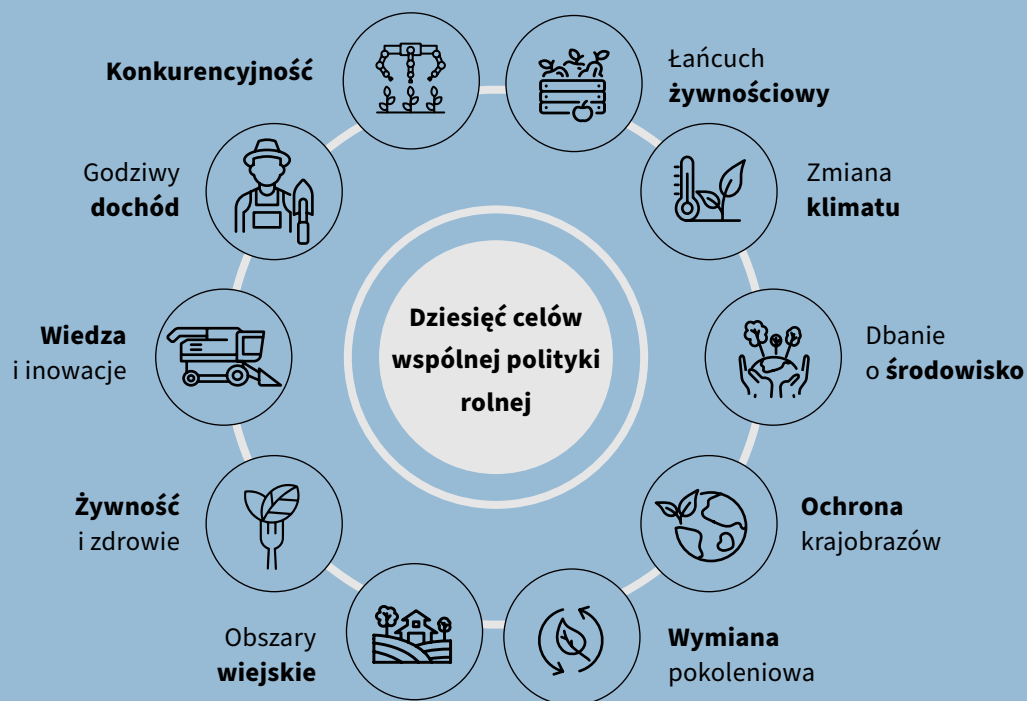 Dziesięć celów
wspólnej polityki
rolnej
Konkurencyjność
Łańcuch
żywnościowy
Zmiana
klimatu
Dbanie
o środowisko
Ochrona
krajobrazów
Wymiana
pokoleniowa
Obszary
wiejskie
Żywność
i zdrowie
Wiedza
i inowacje
Godziwy
dochód